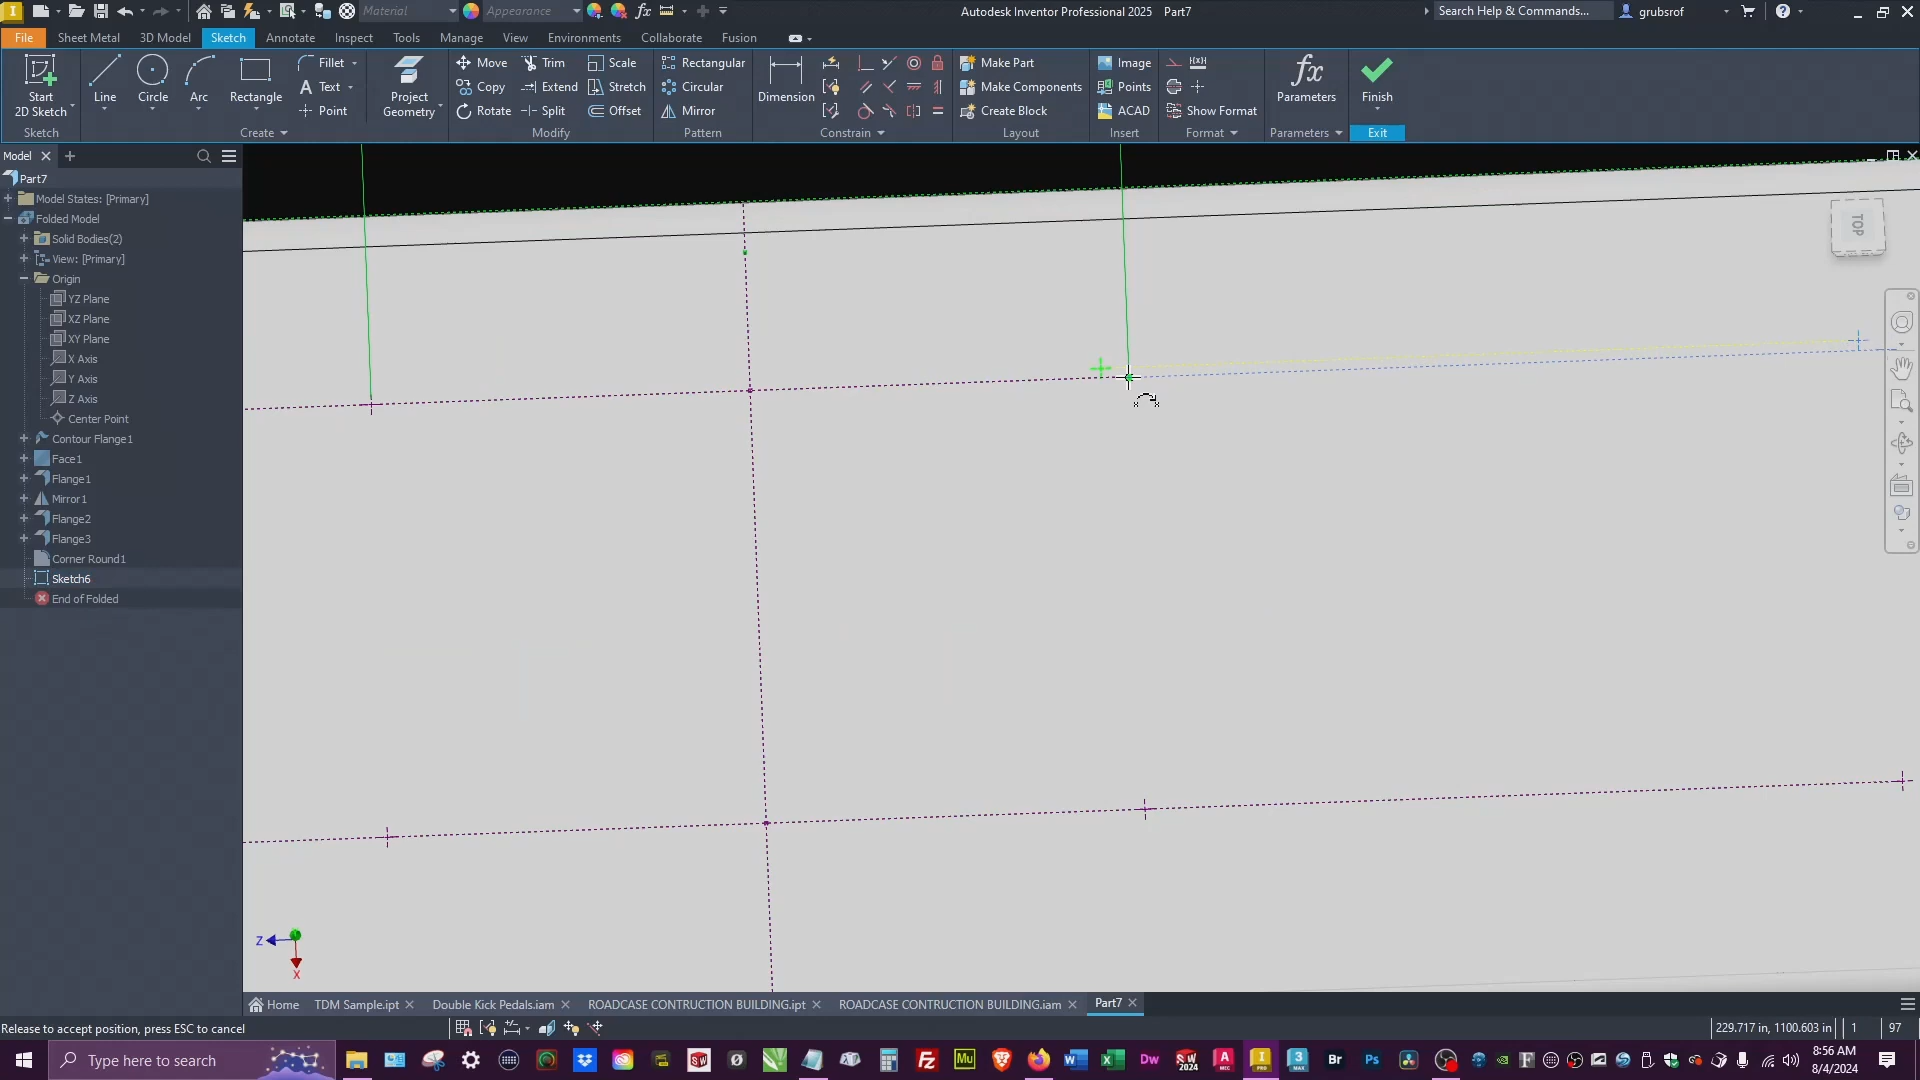 Material
Appearance
Autodesk Inventor Professional 2025 Part7
Search Help & Commands...
grubsrof
File Sheet Metal 3D Model Sketch Annotate Inspect Tools Manage View Environments Collaborate Fusion
Start
2D Sketch
Line
Circle
Arc
Rectangle
Fillet
Text
Point
Project
Geometry
Move
Copy
Rotate
Trim
Extend
Split
Scale
Stretch
Offset
Rectangular
Circular
Mirror
Dimension
Make Part
Make Components
Create Block
Image
Points
ACAD
Show Format
Parameters
Finish
Sketch
Create
Modify
Pattern
Constrain
Layout
Insert
Format
Parameters
Exit
Model
Part7
Model States: [Primary]
Folded Model
Solid Bodies(2)
View: [Primary]
Origin
YZ Plane
XZ Plane
XY Plane
X Axis
Y Axis
Z Axis
Center Point
Contour Flange1
Face1
Flange1
Mirror1
Flange2
Flange3
Corner Round1
Sketch6
End of Folded
TOP
Z
X
Home
TDM Sample.ipt
Double Kick Pedals.iam
ROADCASE CONTRUCTION BUILDING.ipt
ROADCASE CONTRUCTION BUILDING.iam
Part7
Release to accept position, press ESC to cancel
229.717 in, 1100.603 in
1
97
Type here to search
8:56 AM
8/4/2024